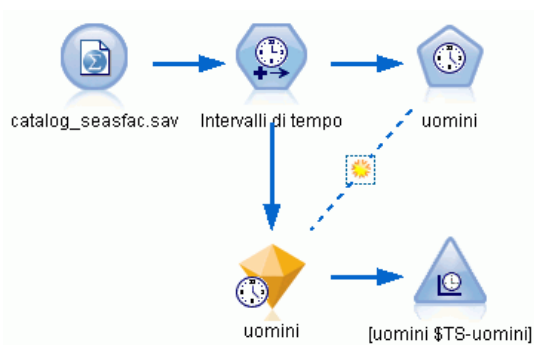 catalog_seasfac.sav
Intervalli di tempo
uomini
uomini
[uomini $TS-uomini]